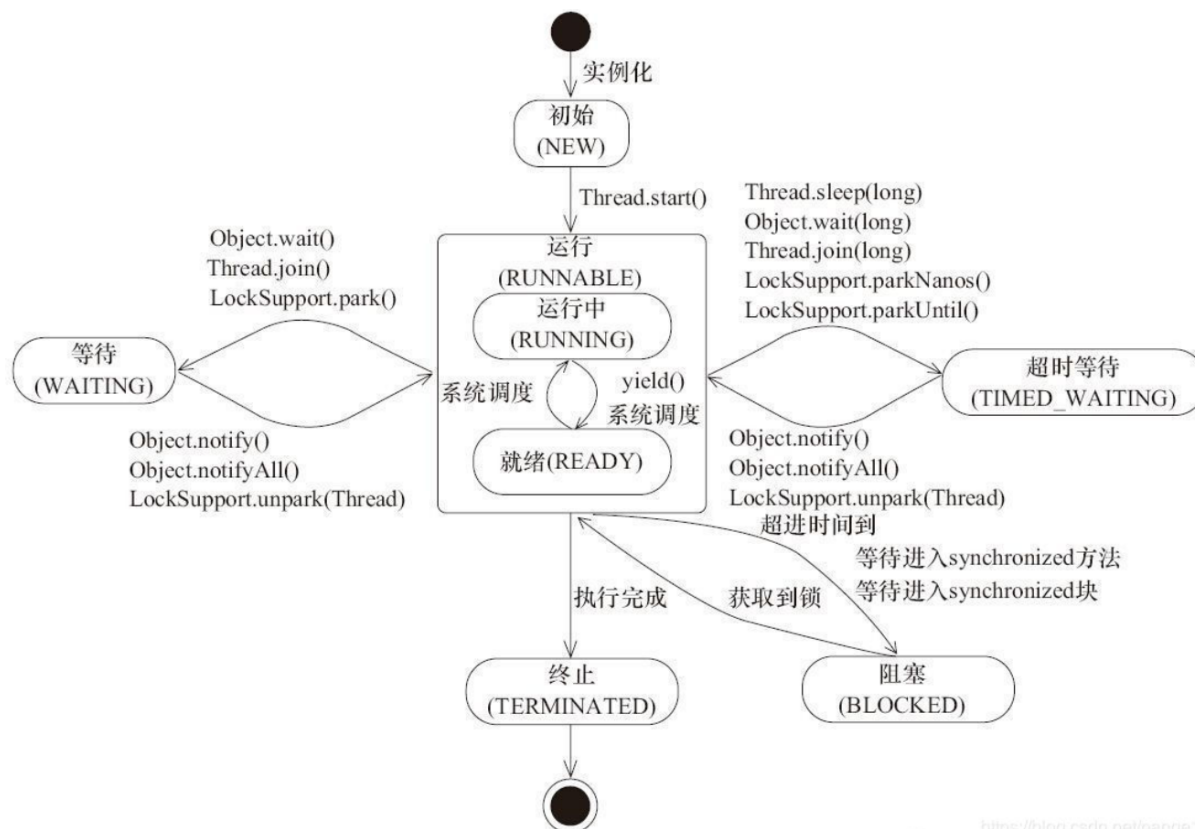 实例化
初始
(NEW)
Thread.start()
Object.wait()
Thread.join()
LockSupport.park()
Thread.sleep(long)
Object.wait(long)
Thread.join(long)
LockSupport.parkNanos()
LockSupport.parkUntil()
运行
(RUNNABLE)
运行中
(RUNNING)
等待
(WAITING)
超时等待
(TIMED_WAITING)
系统调度
yield()
系统调度
就绪(READY)
Object.notify()
Object.notifyAll()
LockSupport.unpark(Thread)
Object.notify()
Object.notifyAll()
LockSupport.unpark(Thread)
超进时间到
等待进入synchronized方法
等待进入synchronized块
执行完成
获取到锁
终止
(TERMINATED)
阻塞
(BLOCKED)